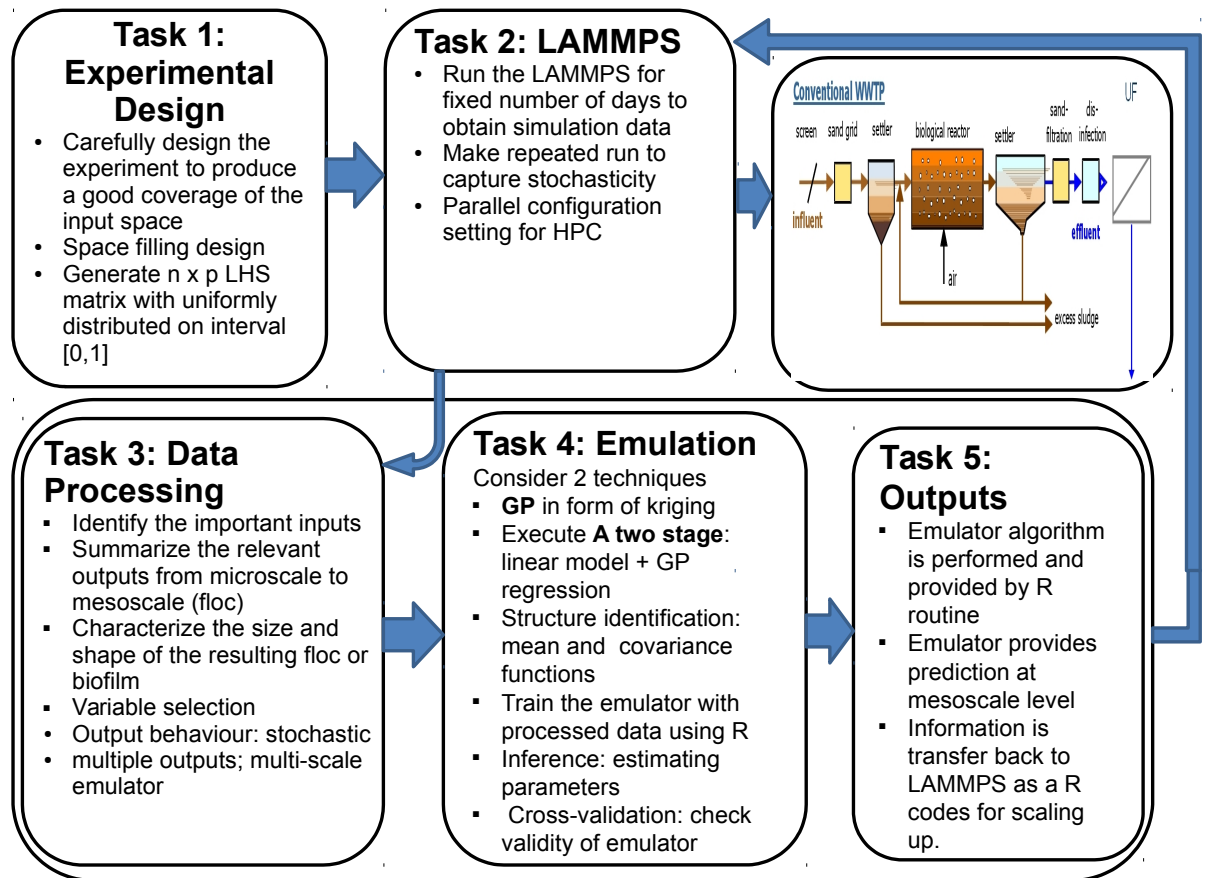 Task 1:
Experimental
Design
• Carefully design the
experiment to produce
a good coverage of the
input space
• Space filling design
• Generate n x p LHS
matrix with uniformly
distributed on interval
[0,1]
Task 2: LAMMPS
• Run the LAMMPS for
fixed number of days to
obtain simulation data
• Make repeated run to
capture stochasticity
• Parallel configuration
setting for HPC
Conventional WWTP
UF
screen
sand grid
settler
biological reactor
settler
sand-
filtration
dis-
infection
influent
effluent
air
excess sludge
Task 3: Data
Processing
▪ Identify the important inputs
▪ Summarize the relevant
outputs from microscale to
mesoscale (floc)
▪ Characterize the size and
shape of the resulting floc or
biofilm
▪ Variable selection
• Output behaviour: stochastic
• multiple outputs; multi-scale
emulator
Task 4: Emulation
Consider 2 techniques
▪ GP in form of kriging
▪ Execute A two stage:
linear model + GP
regression
▪ Structure identification:
mean and covariance
functions
▪ Train the emulator with
processed data using R
▪ Inference: estimating
parameters
▪ Cross-validation: check
validity of emulator
Task 5:
Outputs
▪ Emulator algorithm
is performed and
provided by R
routine
▪ Emulator provides
prediction at
mesoscale level
▪ Information is
transfer back to
LAMMPS as a R
codes for scaling
up.